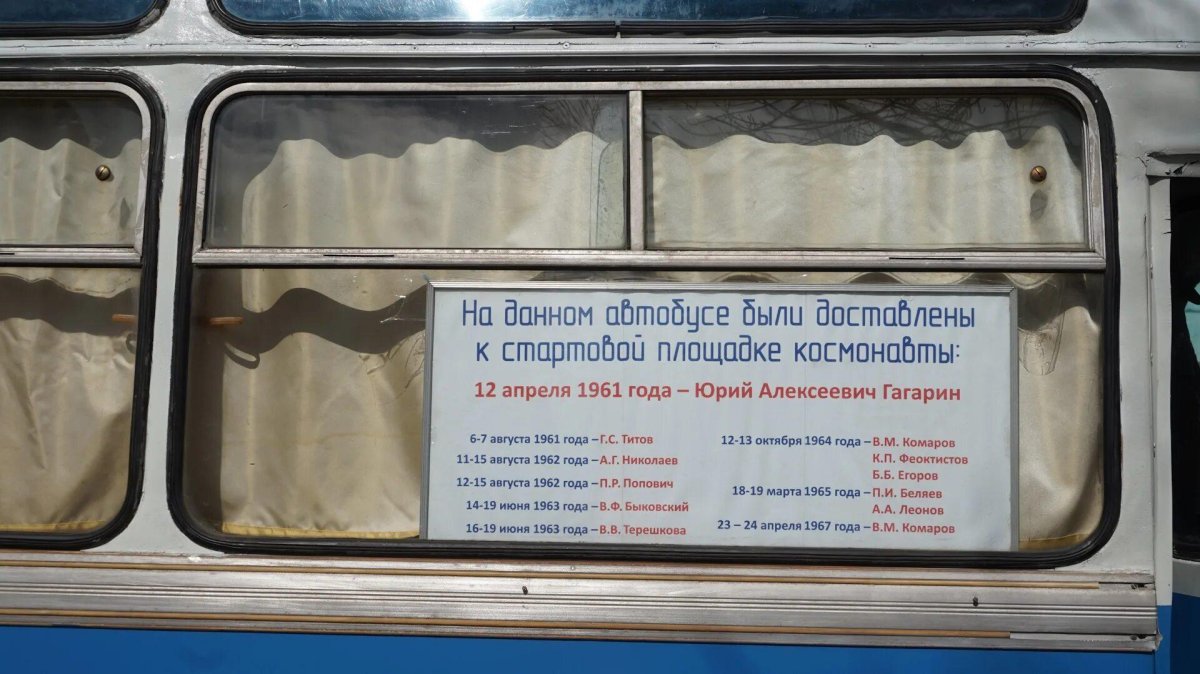 На данном автобусе были доставлены
к стартовой площадке космонавты:
12 апреля 1961 года – Юрий Алексеевич Гагарин
6-7 августа 1961 года – Г.С. Титов
11-15 августа 1962 года – А.Г. Николаев
12-15 августа 1962 года – П.Р. Попович
14-19 июня 1963 года – В.Ф. Быковский
16-19 июня 1963 года – В.В. Терешкова
12-13 октября 1964 года – В.М. Комаров
К.П. Феоктистов
Б.Б. Егоров
18-19 марта 1965 года – П.И. Беляев
А.А. Леонов
23 – 24 апреля 1967 года – В.М. Комаров